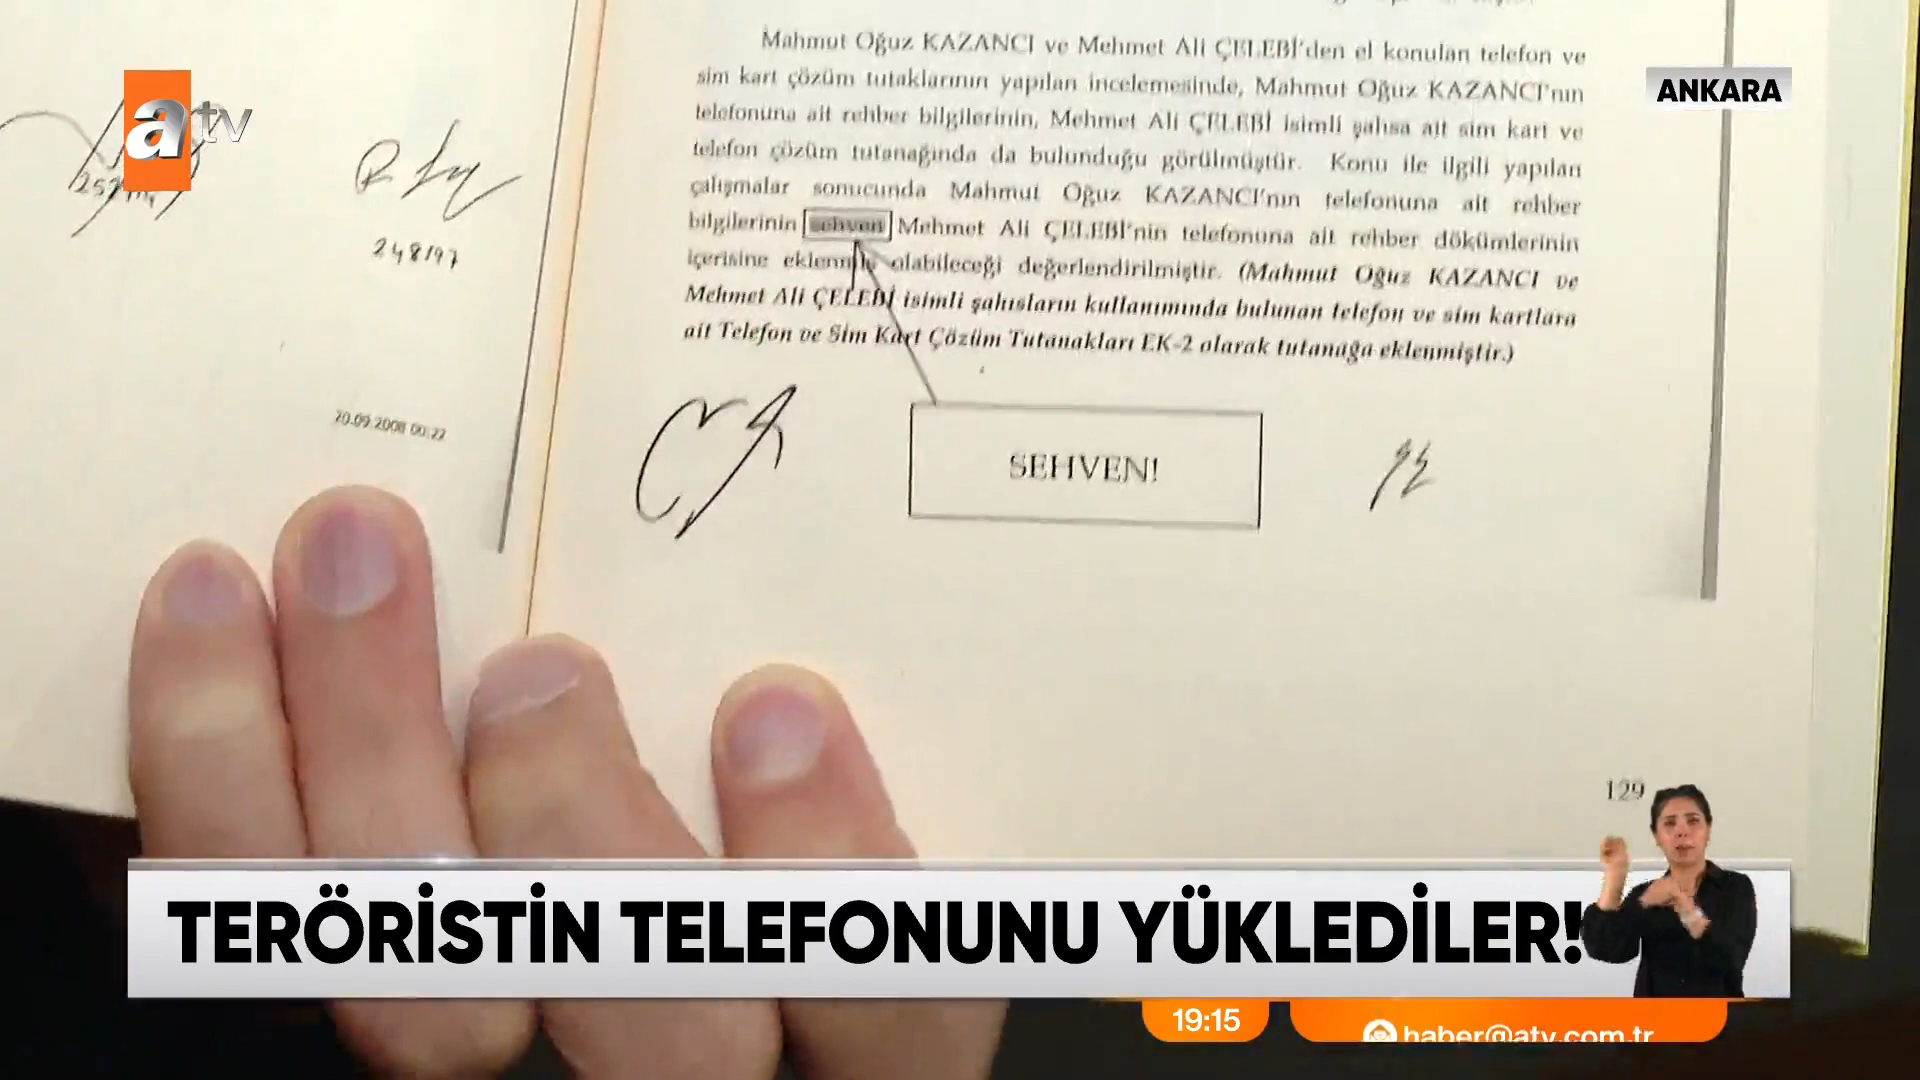 atv
ANKARA
Mahmut Oğuz KAZANCI ve Mehmet Ali ÇELEBİ'den el konulan telefon ve
sim kart çözüm tutaklarının yapılan incelemesinde, Mahmut Oğuz KAZANCI'nın
telefonuna ait rehber bilgilerinin, Mehmet Ali ÇELEBİ isimli şahsa ait sim kart ve
telefon çözüm tutanağında da bulunduğu görülmüştür. Konu ile ilgili yapılan
çalışmalar sonucunda Mahmut Oğuz KAZANCI'nın telefonuna ait rehber
bilgilerinin sehven Mehmet Ali ÇELEBİ'nin telefonuna ait rehber dökümlerinin
içerisine eklenmiş olabileceği değerlendirilmiştir. (Mahmut Oğuz KAZANCI ve
Mehmet Ali ÇELEBİ isimli şahısların kullanımında bulunan telefon ve sim kartlara
ait Telefon ve Sim Kart Çözüm Tutanakları EK-2 olarak tutanağa eklenmiştir.)
248197
20.09.2008 00:22
SEHVEN!
129
TERÖRİSTİN TELEFONUNU YÜKLEDİLER!
19:15
haber@atv.com.tr